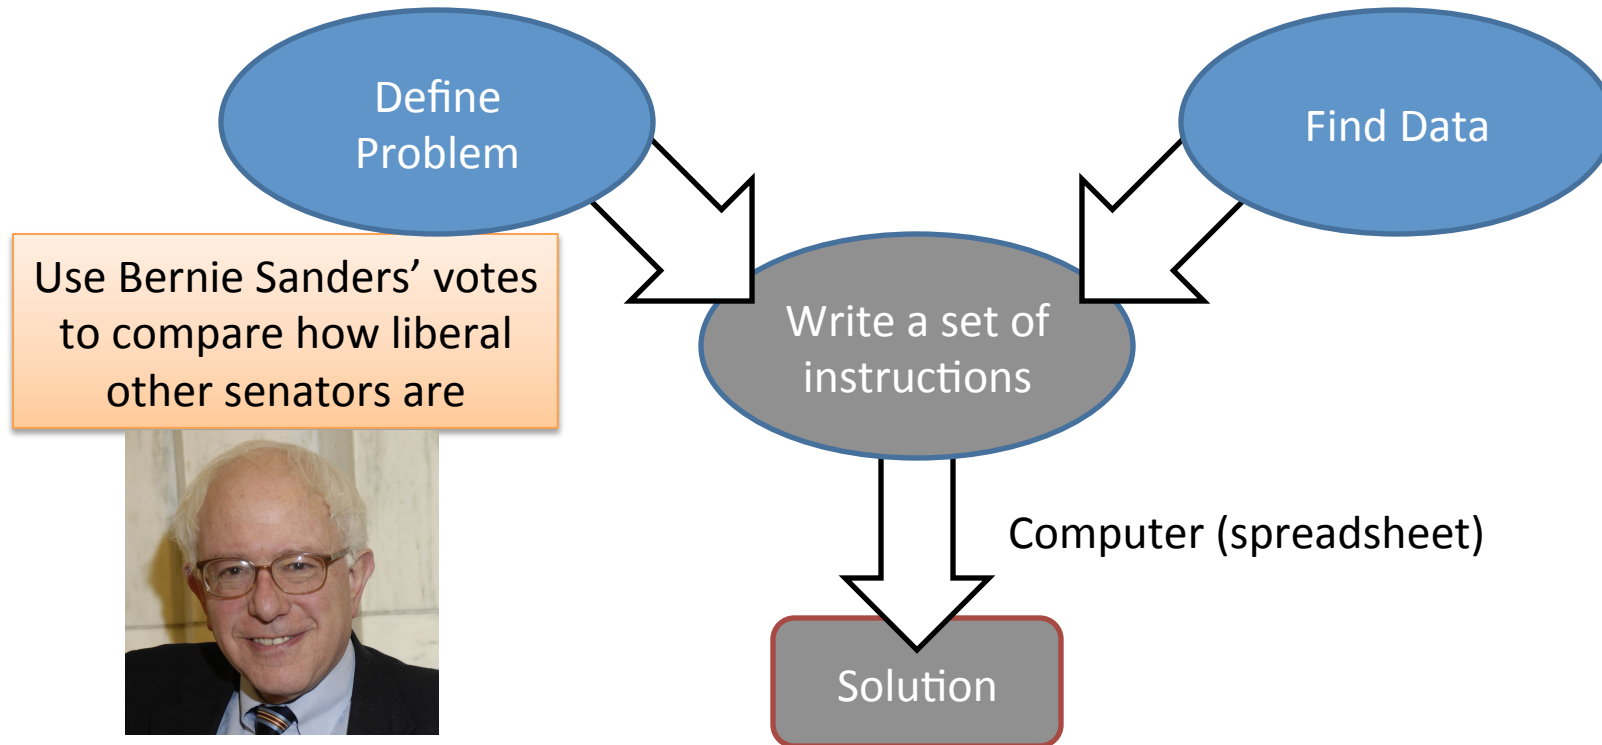 Define
Problem
Find Data
Use Bernie Sanders’ votes
to compare how liberal
other senators are
Write a set of
instructions
Computer (spreadsheet)
Solution